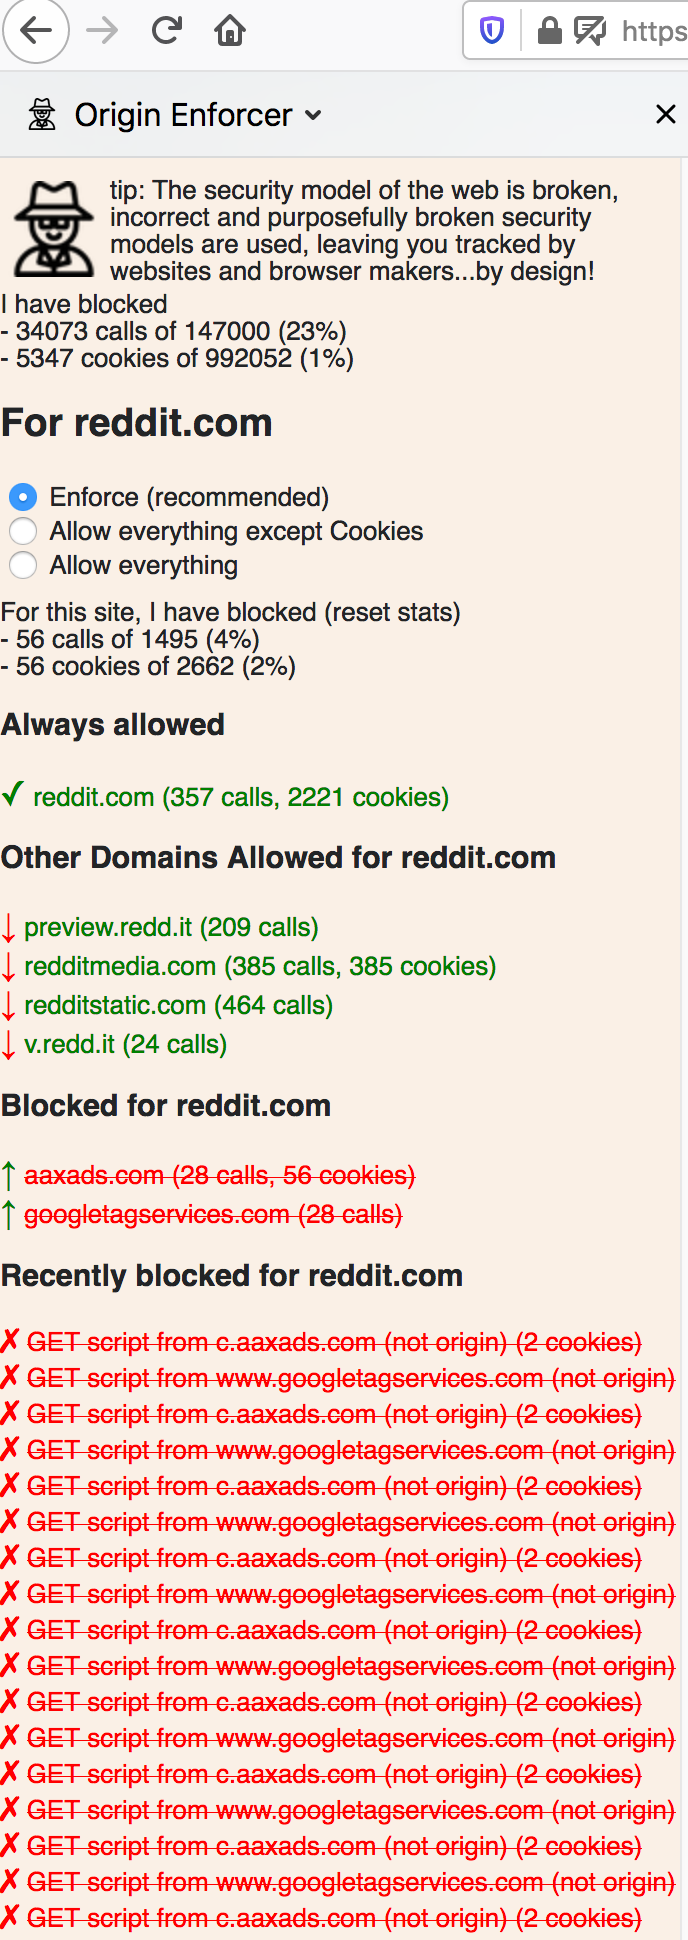 https
Origin Enforcer
tip: The security model of the web is broken,
incorrect and purposefully broken security
models are used, leaving you tracked by
websites and browser makers...by design!
I have blocked
- 34073 calls of 147000 (23%)
- 5347 cookies of 992052 (1%)
For reddit.com
Enforce (recommended)
Allow everything except Cookies
Allow everything
For this site, I have blocked (reset stats)
- 56 calls of 1495 (4%)
- 56 cookies of 2662 (2%)
Always allowed
✓ reddit.com (357 calls, 2221 cookies)
Other Domains Allowed for reddit.com
↓ preview.redd.it (209 calls)
↓ redditmedia.com (385 calls, 385 cookies)
↓ redditstatic.com (464 calls)
↓ v.redd.it (24 calls)
Blocked for reddit.com
↑ aaxads.com (28 calls, 56 cookies)
↑ googletagservices.com (28 calls)
Recently blocked for reddit.com
✗ GET script from c.aaxads.com (not origin) (2 cookies)
✗ GET script from www.googletagservices.com (not origin)
✗ GET script from c.aaxads.com (not origin) (2 cookies)
✗ GET script from www.googletagservices.com (not origin)
✗ GET script from c.aaxads.com (not origin) (2 cookies)
✗ GET script from www.googletagservices.com (not origin)
✗ GET script from c.aaxads.com (not origin) (2 cookies)
✗ GET script from www.googletagservices.com (not origin)
✗ GET script from c.aaxads.com (not origin) (2 cookies)
✗ GET script from www.googletagservices.com (not origin)
✗ GET script from c.aaxads.com (not origin) (2 cookies)
✗ GET script from www.googletagservices.com (not origin)
✗ GET script from c.aaxads.com (not origin) (2 cookies)
✗ GET script from www.googletagservices.com (not origin)
✗ GET script from c.aaxads.com (not origin) (2 cookies)
✗ GET script from www.googletagservices.com (not origin)
✗ GET script from c.aaxads.com (not origin) (2 cookies)